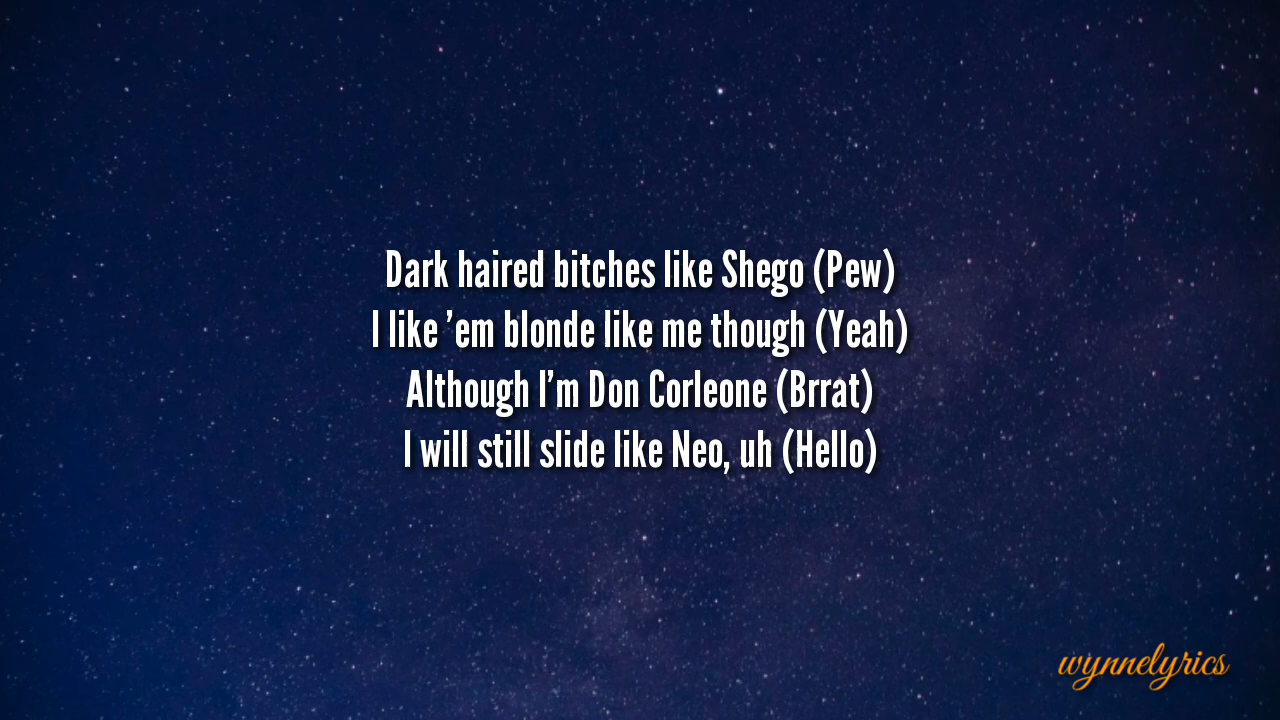 Dark haired bitches like Shego (Pew)
I like ’em blonde like me though (Yeah)
Although I’m Don Corleone (Brrat)
I will still slide like Neo, uh (Hello)
wynnelyrics